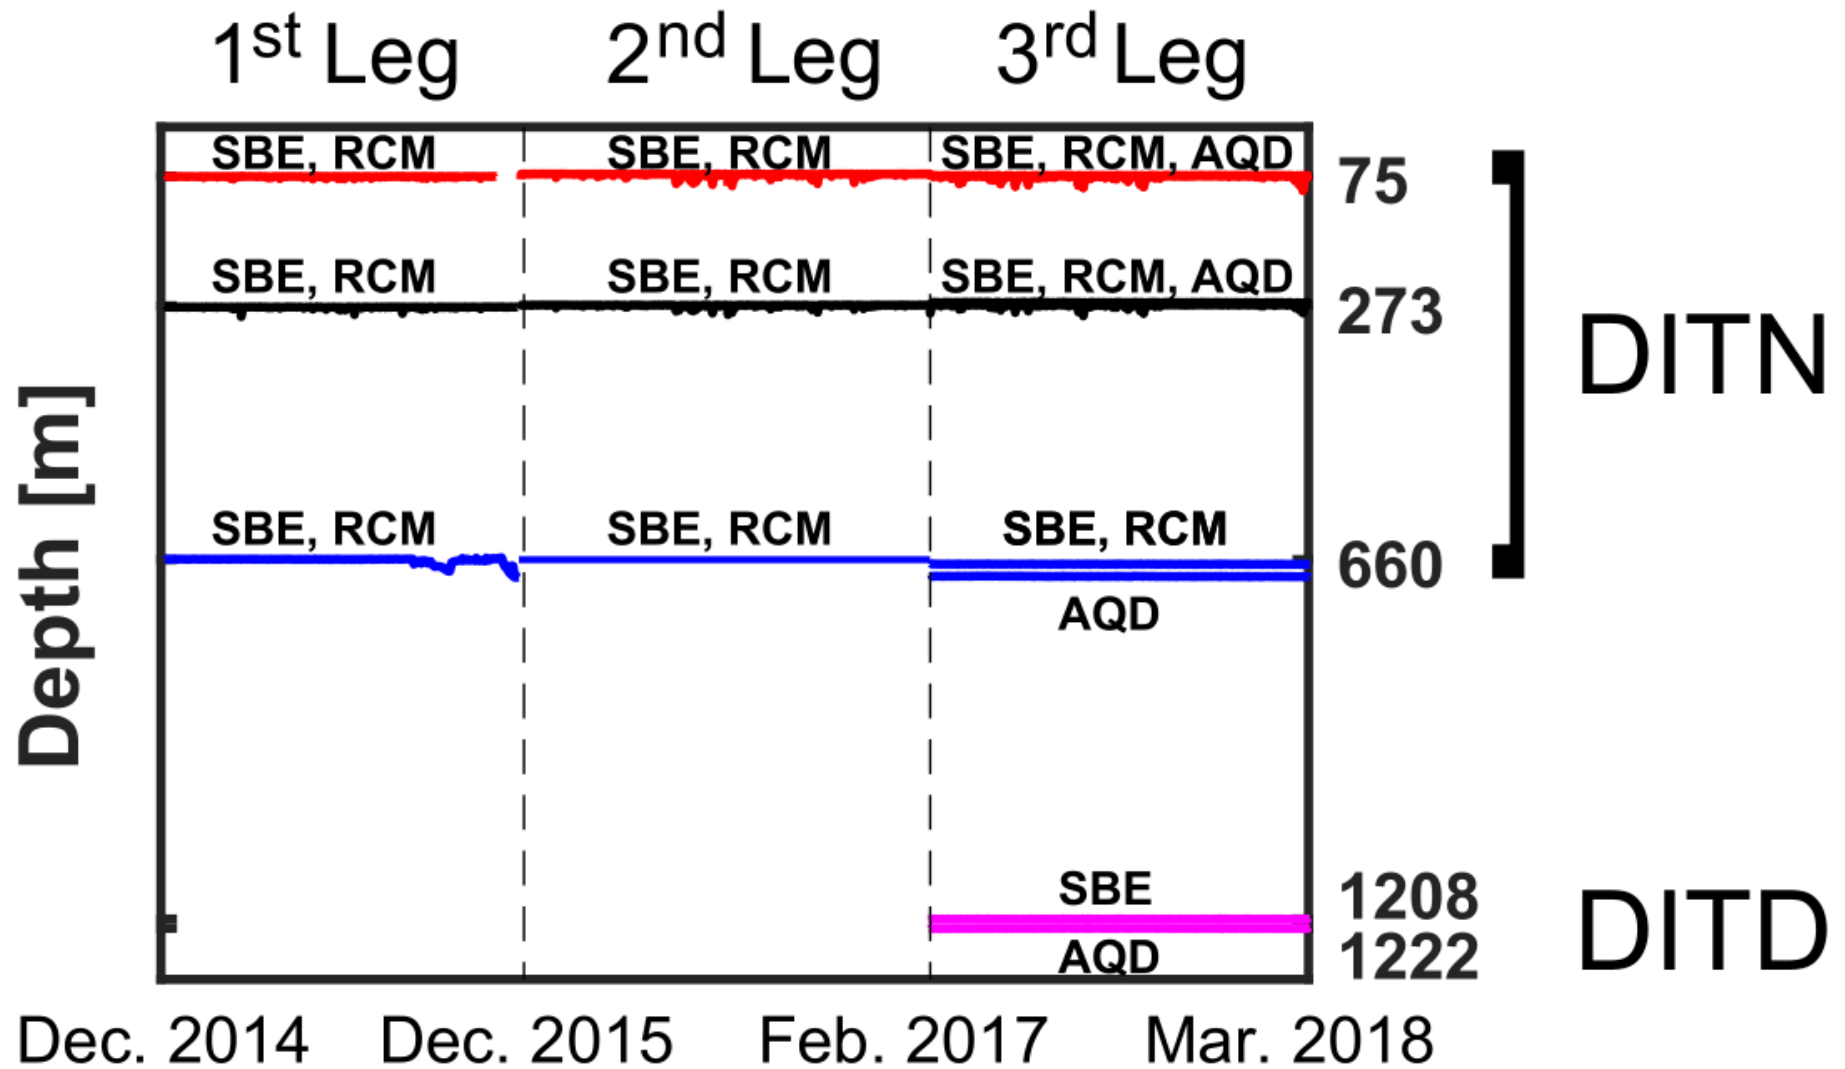 1st Leg 2nd Leg 3rd Leg
SBE, RCM SBE, RCM SBE, RCM, AQD
75
SBE, RCM SBE, RCM SBE, RCM, AQD
273
DITN
Depth [m]
SBE, RCM SBE, RCM SBE, RCM
660
AQD
SBE
1208
DITD
AQD
1222
Dec. 2014 Dec. 2015 Feb. 2017 Mar. 2018